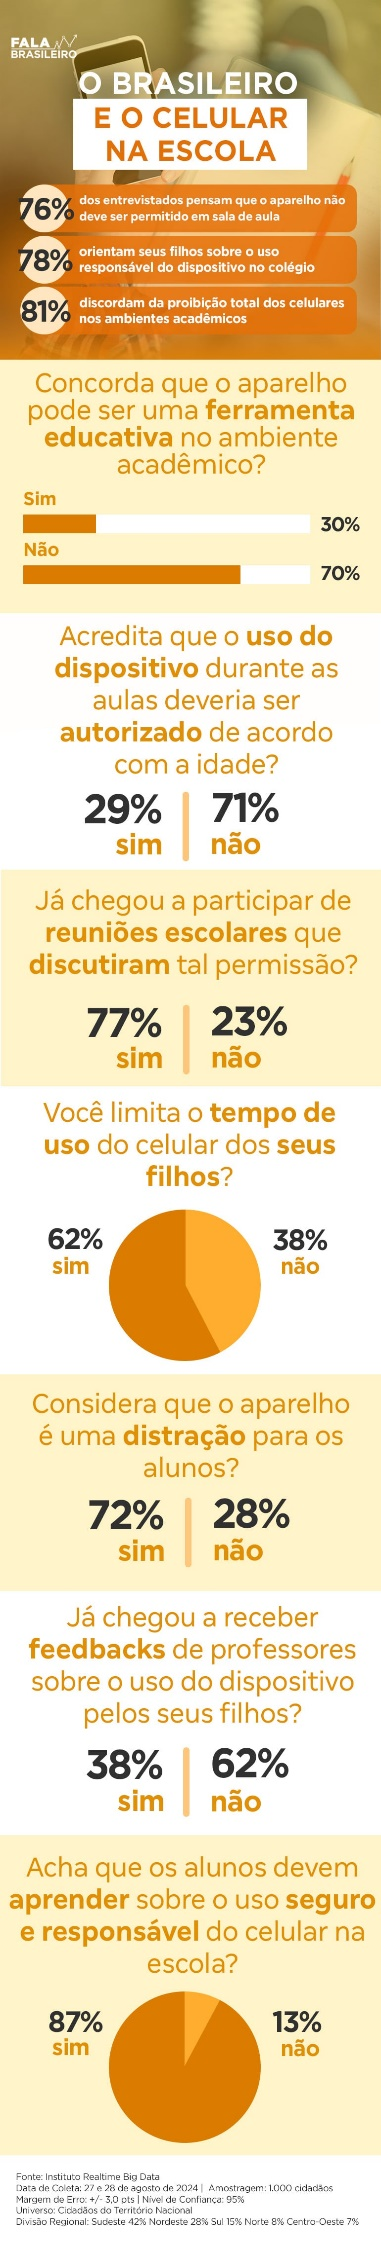 FALA
BRASILEIRO
O BRASILEIRO
E O CELULAR
NA ESCOLA
76% dos entrevistados pensam que o aparelho não
deve ser permitido em sala de aula
78% orientam seus filhos sobre o uso
responsável do dispositivo no colégio
81% discordam da proibição total dos celulares
nos ambientes acadêmicos
Concorda que o aparelho
pode ser uma ferramenta
educativa no ambiente
acadêmico?
Sim
30%
Não
70%
Acredita que o uso do
dispositivo durante as
aulas deveria ser
autorizado de acordo
com a idade?
29% 71%
sim não
Já chegou a participar de
reuniões escolares que
discutiram tal permissão?
77% 23%
sim não
Você limita o tempo de
uso do celular dos seus
filhos?
62% 38%
sim não
Considera que o aparelho
é uma distração para os
alunos?
72% 28%
sim não
Já chegou a receber
feedbacks de professores
sobre o uso do dispositivo
pelos seus filhos?
38% 62%
sim não
Acha que os alunos devem
aprender sobre o uso seguro
e responsável do celular na
escola?
87% 13%
sim não
Fonte: Instituto Realtime Big Data
Data de Coleta: 27 e 28 de agosto de 2024 | Amostragem: 1.000 cidadãos
Margem de Erro: +/- 3,0 pts | Nível de Confiança: 95%
Universo: Cidadãos do Território Nacional
Divisão Regional: Sudeste 42% Nordeste 28% Sul 15% Norte 8% Centro-Oeste 7%